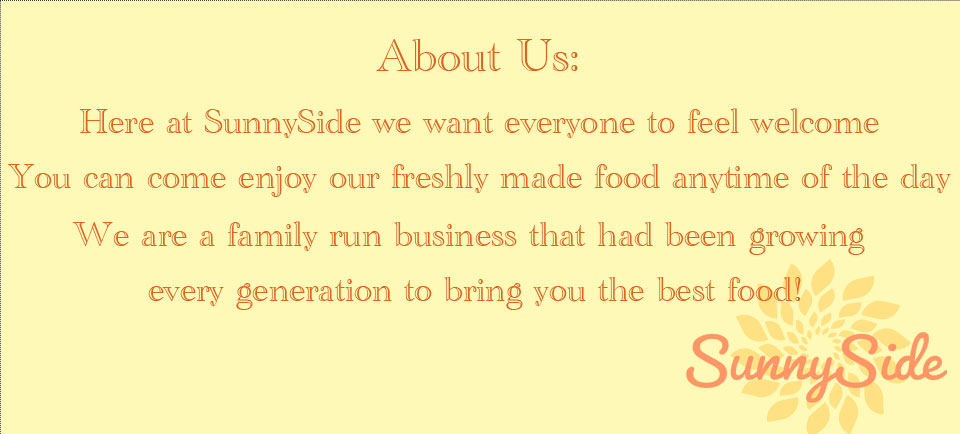 About Us:
Here at SunnySide we want everyone to feel welcome
You can come enjoy our freshly made food anytime of the day
We are a family run business that had been growing
every generation to bring you the best food!
SunnySide